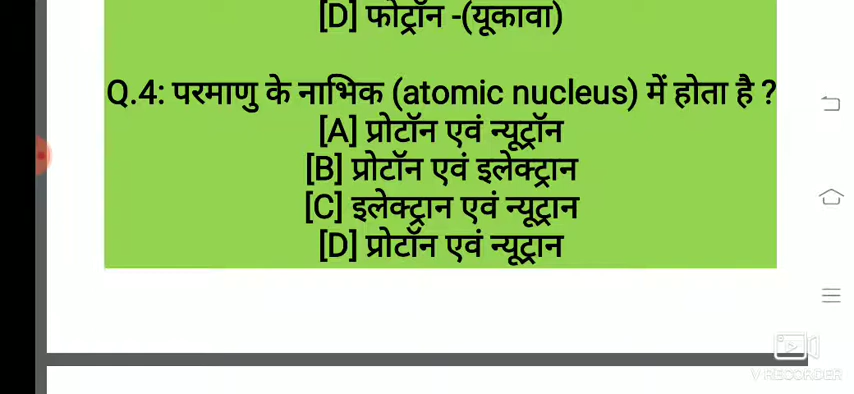 [D] फोट्रॉन -(यूकावा)
Q.4: परमाणु के नाभिक (atomic nucleus) में होता है ?
[A] प्रोटॉन एवं न्यूट्रॉन
[B] प्रोटॉन एवं इलेक्ट्रान
[C] इलेक्ट्रान एवं न्यूट्रान
[D] प्रोटॉन एवं न्यूट्रान
V RECORDER